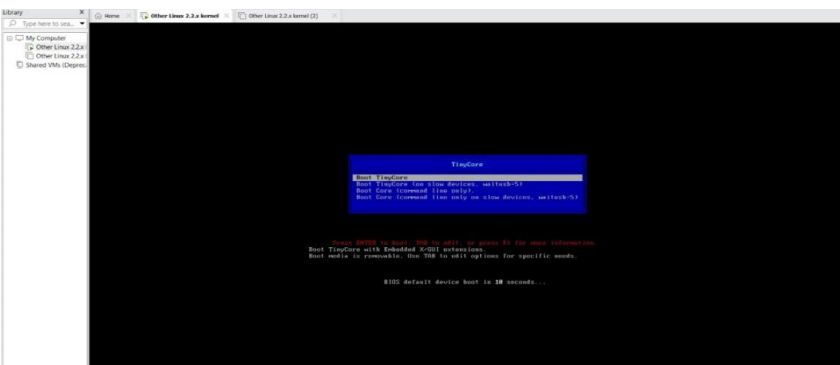 Library
Type here to sea...
My Computer
Other Linux 2.2.x
Other Linux 2.2.x
Shared VMs (Deprec
Home
Other Linux 2.2.x kernel
Other Linux 2.2.x kernel (2)
TinyCore
Boot TinyCore
Boot TinyCore (on slow devices, waitusb=5)
Boot Core (command line only).
Boot Core (command line only on slow devices, waitusb=5)
Press ENTER to boot, TAB to edit, or press F1 for more information.
Boot TinyCore with Embedded X/GUI extensions.
Boot media is removable. Use TAB to edit options for specific needs.
BIOS default device boot in 10 seconds...